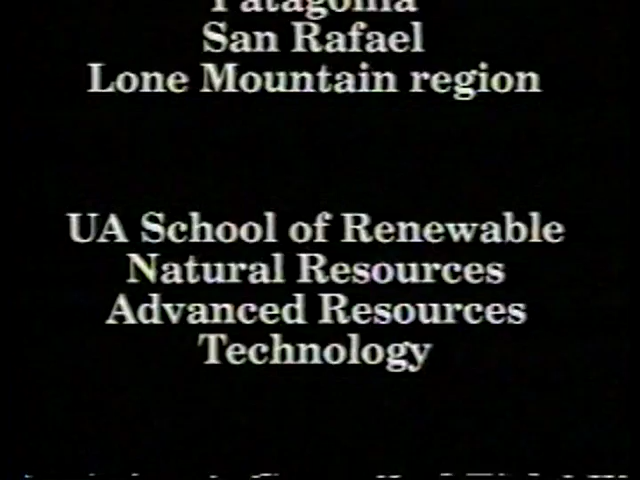 Patagonia
San Rafael
Lone Mountain region
UA School of Renewable
Natural Resources
Advanced Resources
Technology